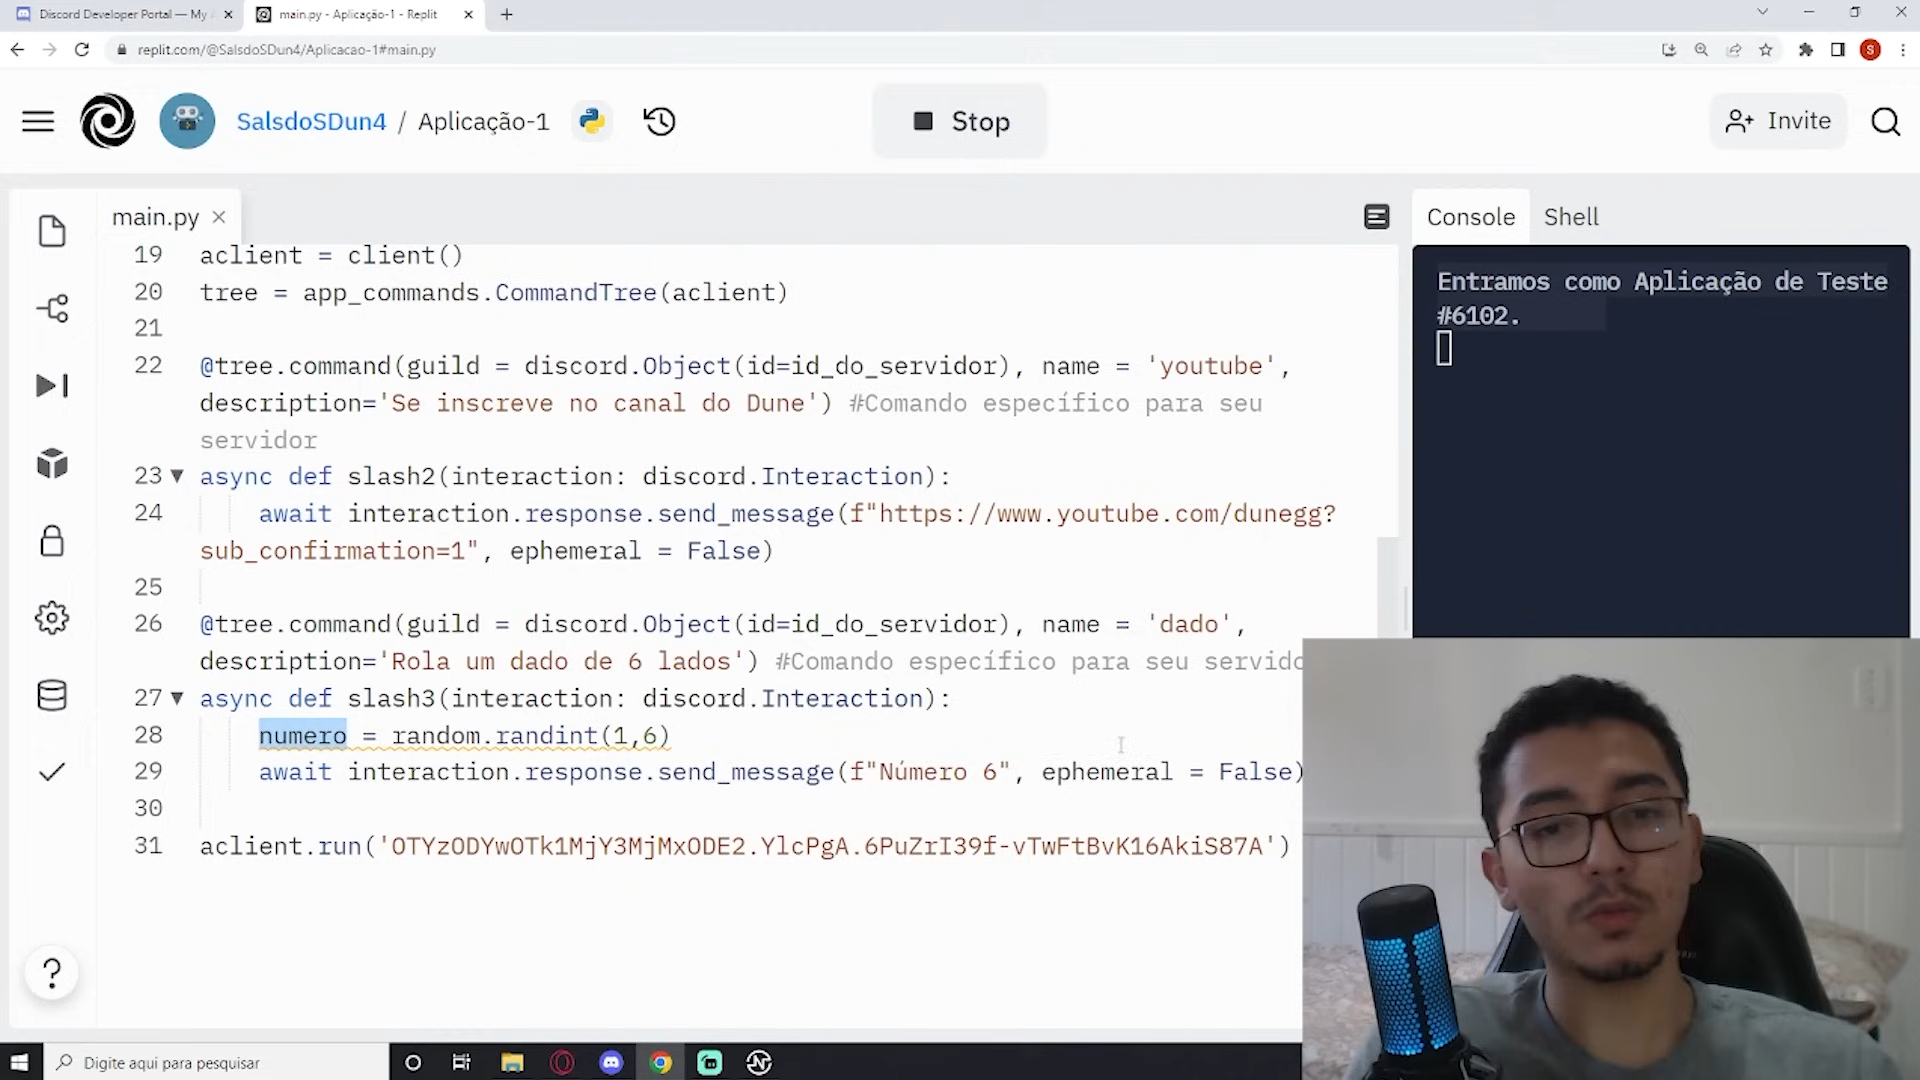 Discord Developer Portal — My
main.py - Aplicação-1 - Replit
replit.com/@SalsdoSDun4/Aplicacao-1#main.py
S
SalsdoSDun4 / Aplicação-1
Stop
Invite
main.py
Console
Shell
19 aclient = client()
20 tree = app_commands.CommandTree(aclient)
21
22 @tree.command(guild = discord.Object(id=id_do_servidor), name = 'youtube',
description='Se inscreve no canal do Dune') #Comando específico para seu
servidor
23 async def slash2(interaction: discord.Interaction):
24 await interaction.response.send_message(f"https://www.youtube.com/dunegg?
sub_confirmation=1", ephemeral = False)
25
26 @tree.command(guild = discord.Object(id=id_do_servidor), name = 'dado',
description='Rola um dado de 6 lados') #Comando específico para seu servido
27 async def slash3(interaction: discord.Interaction):
28 numero = random.randint(1,6)
29 await interaction.response.send_message(f"Número 6", ephemeral = False)
30
31 aclient.run('OTYzODYwOTk1MjY3MjMxODE2.YlcPgA.6PuZrI39f-vTwFtBvK16AkiS87A')
Entramos como Aplicação de Teste
#6102.
?
Digite aqui para pesquisar